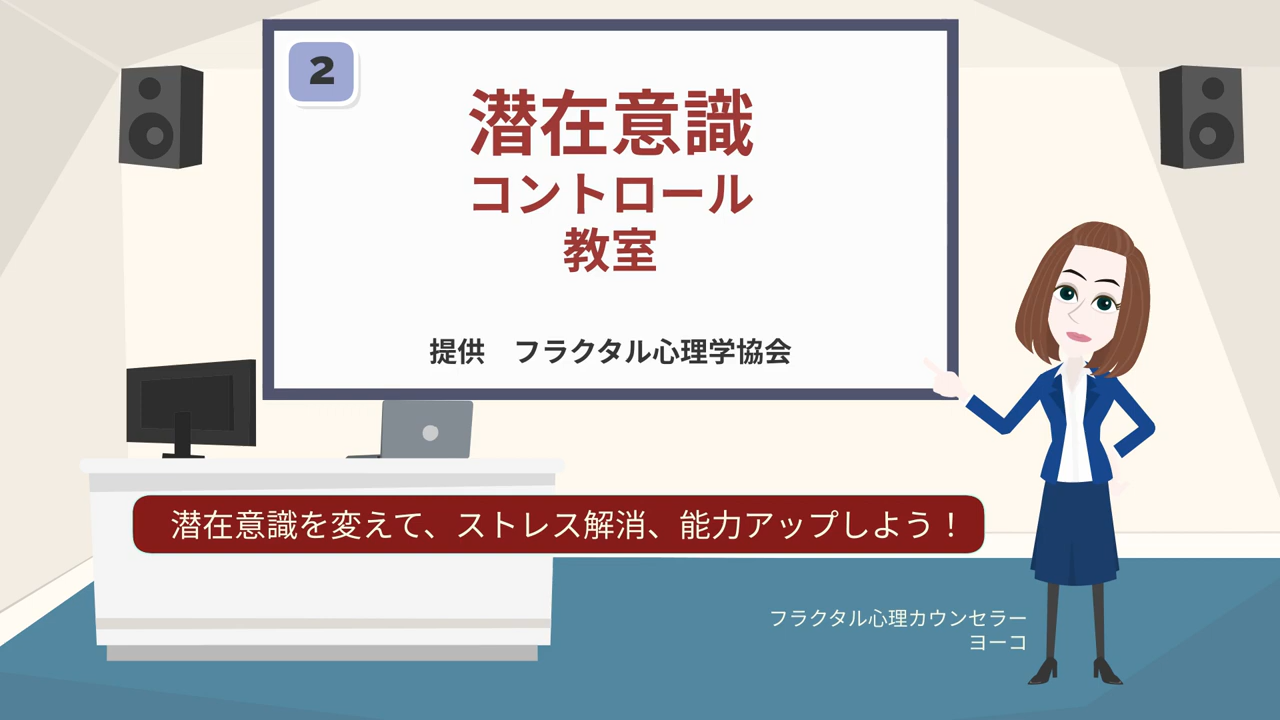 2
潜在意識
コントロール
教室
提供　フラクタル心理学協会
潜在意識を変えて、ストレス解消、能力アップしよう！
フラクタル心理カウンセラー
ヨーコ